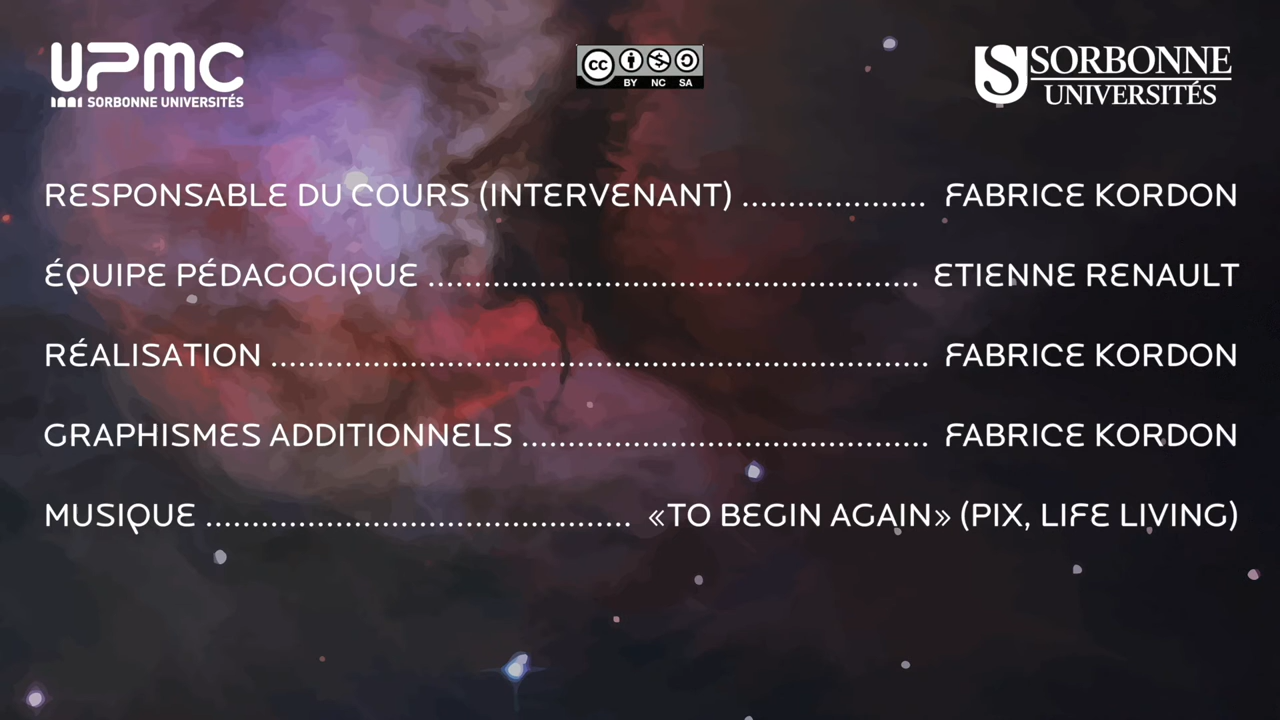 UPMC
SORBONNE UNIVERSITÉS
CC BY NC SA
SORBONNE
UNIVERSITÉS
RESPONSABLE DU COURS (INTERVENANT) .................... FABRICE KORDON
ÉQUIPE PÉDAGOGIQUE .................................................... ETIENNE RENAULT
RÉALISATION ...................................................................... FABRICE KORDON
GRAPHISMES ADDITIONNELS ........................................... FABRICE KORDON
MUSIQUE ............................................. «TO BEGIN AGAIN» (PIX, LIFE LIVING)